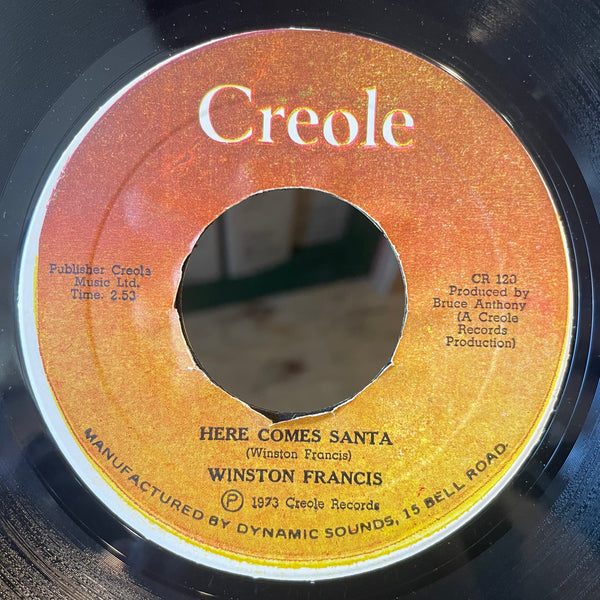 Creole
Publisher Creola
Music Ltd.
Time: 2.53
CR 120
Produced by
Bruce Anthony
(A Creole
Records
Production)
HERE COMES SANTA
(Winston Francis)
WINSTON FRANCIS
Ⓟ 1973 Creole Records
MANUFACTURED BY DYNAMIC SOUNDS, 15 BELL ROAD.